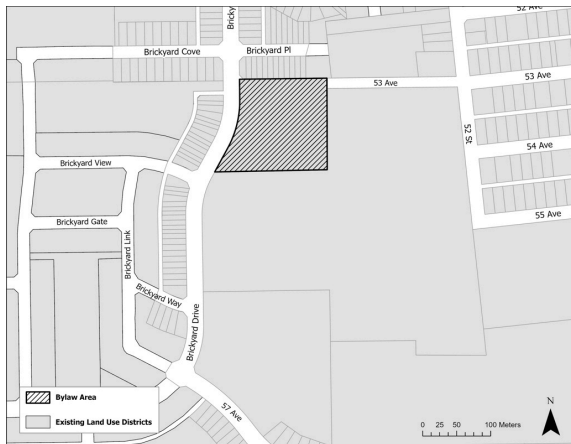 52 Ave
Bricky
Brickyard Cove
Brickyard Pl
53 Ave
53 Ave
52 St
54 Ave
Brickyard View
55 Ave
Brickyard Gate
Brickyard Link
Brickyard Way
Brickyard Drive
57 Ave
Bylaw Area
Existing Land Use Districts
N
0 25 50 100 Meters